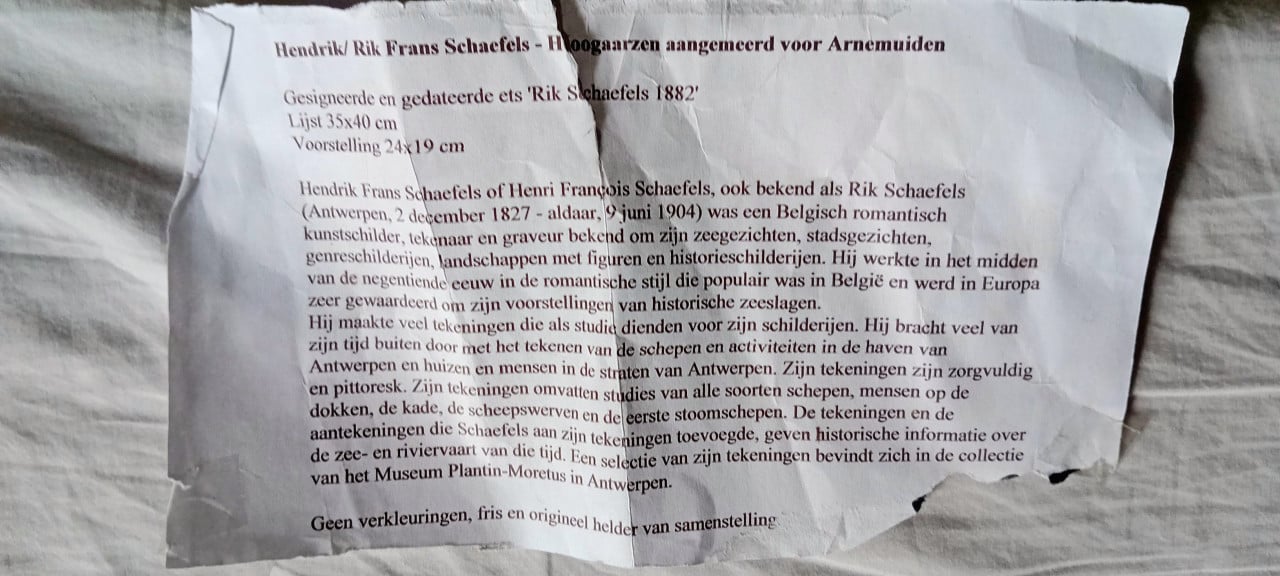 Hendrik/ Rik Frans Schaefels - Hoogaarzen aangemeerd voor Arnemuiden
Gesigneerde en gedateerde ets 'Rik Schaefels 1882'
Lijst 35x40 cm
Voorstelling 24x19 cm
Hendrik Frans Schaefels of Henri François Schaefels, ook bekend als Rik Schaefels
(Antwerpen, 2 december 1827 - aldaar, 9 juni 1904) was een Belgisch romantisch
kunstschilder, tekenaar en graveur bekend om zijn zeegezichten, stadsgezichten,
genreschilderijen, landschappen met figuren en historieschilderijen. Hij werkte in het midden
van de negentiende eeuw in de romantische stijl die populair was in België en werd in Europa
zeer gewaardeerd om zijn voorstellingen van historische zeeslagen.
Hij maakte veel tekeningen die als studie dienden voor zijn schilderijen. Hij bracht veel van
zijn tijd buiten door met het tekenen van de schepen en activiteiten in de haven van
Antwerpen en huizen en mensen in de straten van Antwerpen. Zijn tekeningen zijn zorgvuldig
en pittoresk. Zijn tekeningen omvatten studies van alle soorten schepen, mensen op de
dokken, de kade, de scheepswerven en de eerste stoomschepen. De tekeningen en de
aantekeningen die Schaefels aan zijn tekeningen toevoegde, geven historische informatie over
de zee- en riviervaart van die tijd. Een selectie van zijn tekeningen bevindt zich in de collectie
van het Museum Plantin-Moretus in Antwerpen.
Geen verkleuringen, fris en origineel helder van samenstelling